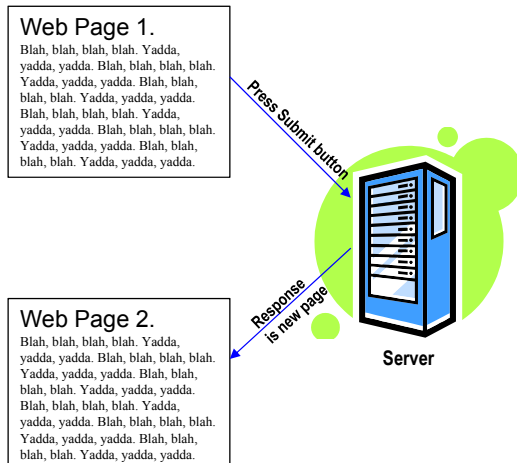 Web Page 1.
Blah, blah, blah, blah. Yadda,
yadda, yadda. Blah, blah, blah, blah.
Yadda, yadda, yadda. Blah, blah,
blah, blah. Yadda, yadda, yadda.
Blah, blah, blah, blah. Yadda,
yadda, yadda. Blah, blah, blah, blah.
Yadda, yadda, yadda. Blah, blah,
blah, blah. Yadda, yadda, yadda.
Press Submit button
Server
Response
is new page
Web Page 2.
Blah, blah, blah, blah. Yadda,
yadda, yadda. Blah, blah, blah, blah.
Yadda, yadda, yadda. Blah, blah,
blah, blah. Yadda, yadda, yadda.
Blah, blah, blah, blah. Yadda,
yadda, yadda. Blah, blah, blah, blah.
Yadda, yadda, yadda. Blah, blah,
blah, blah. Yadda, yadda, yadda.